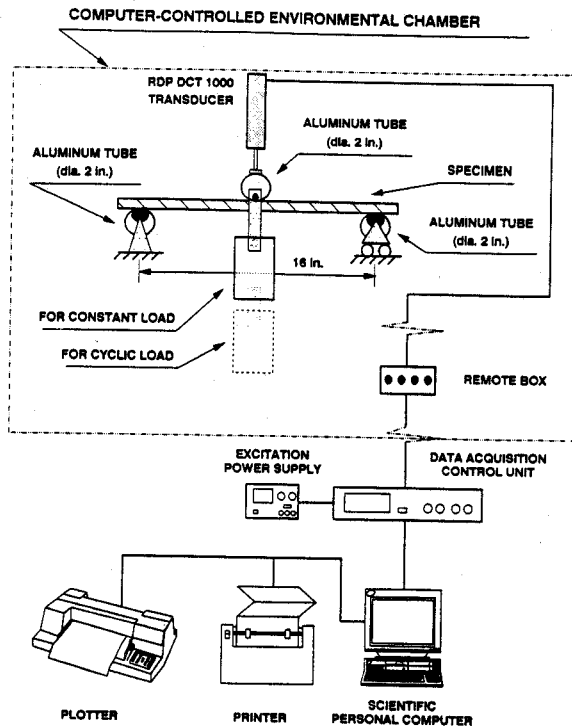 COMPUTER-CONTROLLED ENVIRONMENTAL CHAMBER
RDP DCT 1000
TRANSDUCER
ALUMINUM TUBE
(dia. 2 in.)
ALUMINUM TUBE
(dia. 2 in.)
SPECIMEN
ALUMINUM TUBE
(dia. 2 in.)
16 in.
FOR CONSTANT LOAD
FOR CYCLIC LOAD
REMOTE BOX
EXCITATION
POWER SUPPLY
DATA ACQUISITION
CONTROL UNIT
PLOTTER
PRINTER
SCIENTIFIC
PERSONAL COMPUTER